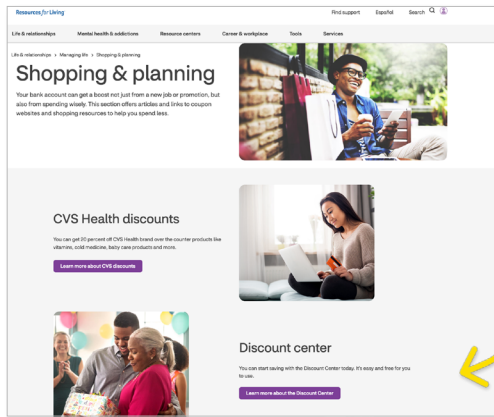 Resources for Living
Find support Español Search
Life & relationships Mental health & addictions Resource centers Career & workplace Tools Services
Life & relationships > Managing life > Shopping & planning
Shopping & planning
Your bank account can get a boost not just from a new job or promotion, but
also from spending wisely. This section offers articles and links to coupon
websites and shopping resources to help you spend less.
CVS Health discounts
You can get 20 percent off CVS Health brand over the counter products like
vitamins, cold medicine, baby care products and more.
Learn more about CVS discounts
Discount center
You can start saving with the Discount Center today. It's easy and free for you
to use.
Learn more about the Discount Center